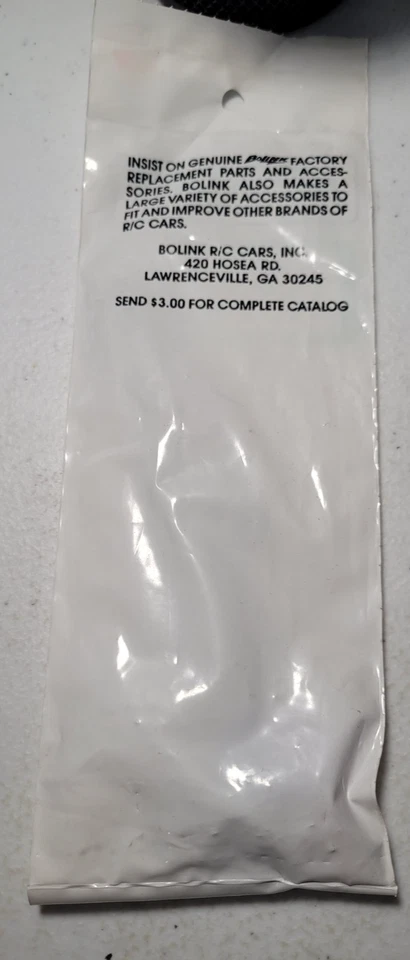 INSIST ON GENUINE Bolink FACTORY
REPLACEMENT PARTS AND ACCES-
SORIES. BOLINK ALSO MAKES A
LARGE VARIETY OF ACCESSORIES TO
FIT AND IMPROVE OTHER BRANDS OF
R/C CARS.
BOLINK R/C CARS, INC.
420 HOSEA RD.
LAWRENCEVILLE, GA 30245
SEND $3.00 FOR COMPLETE CATALOG